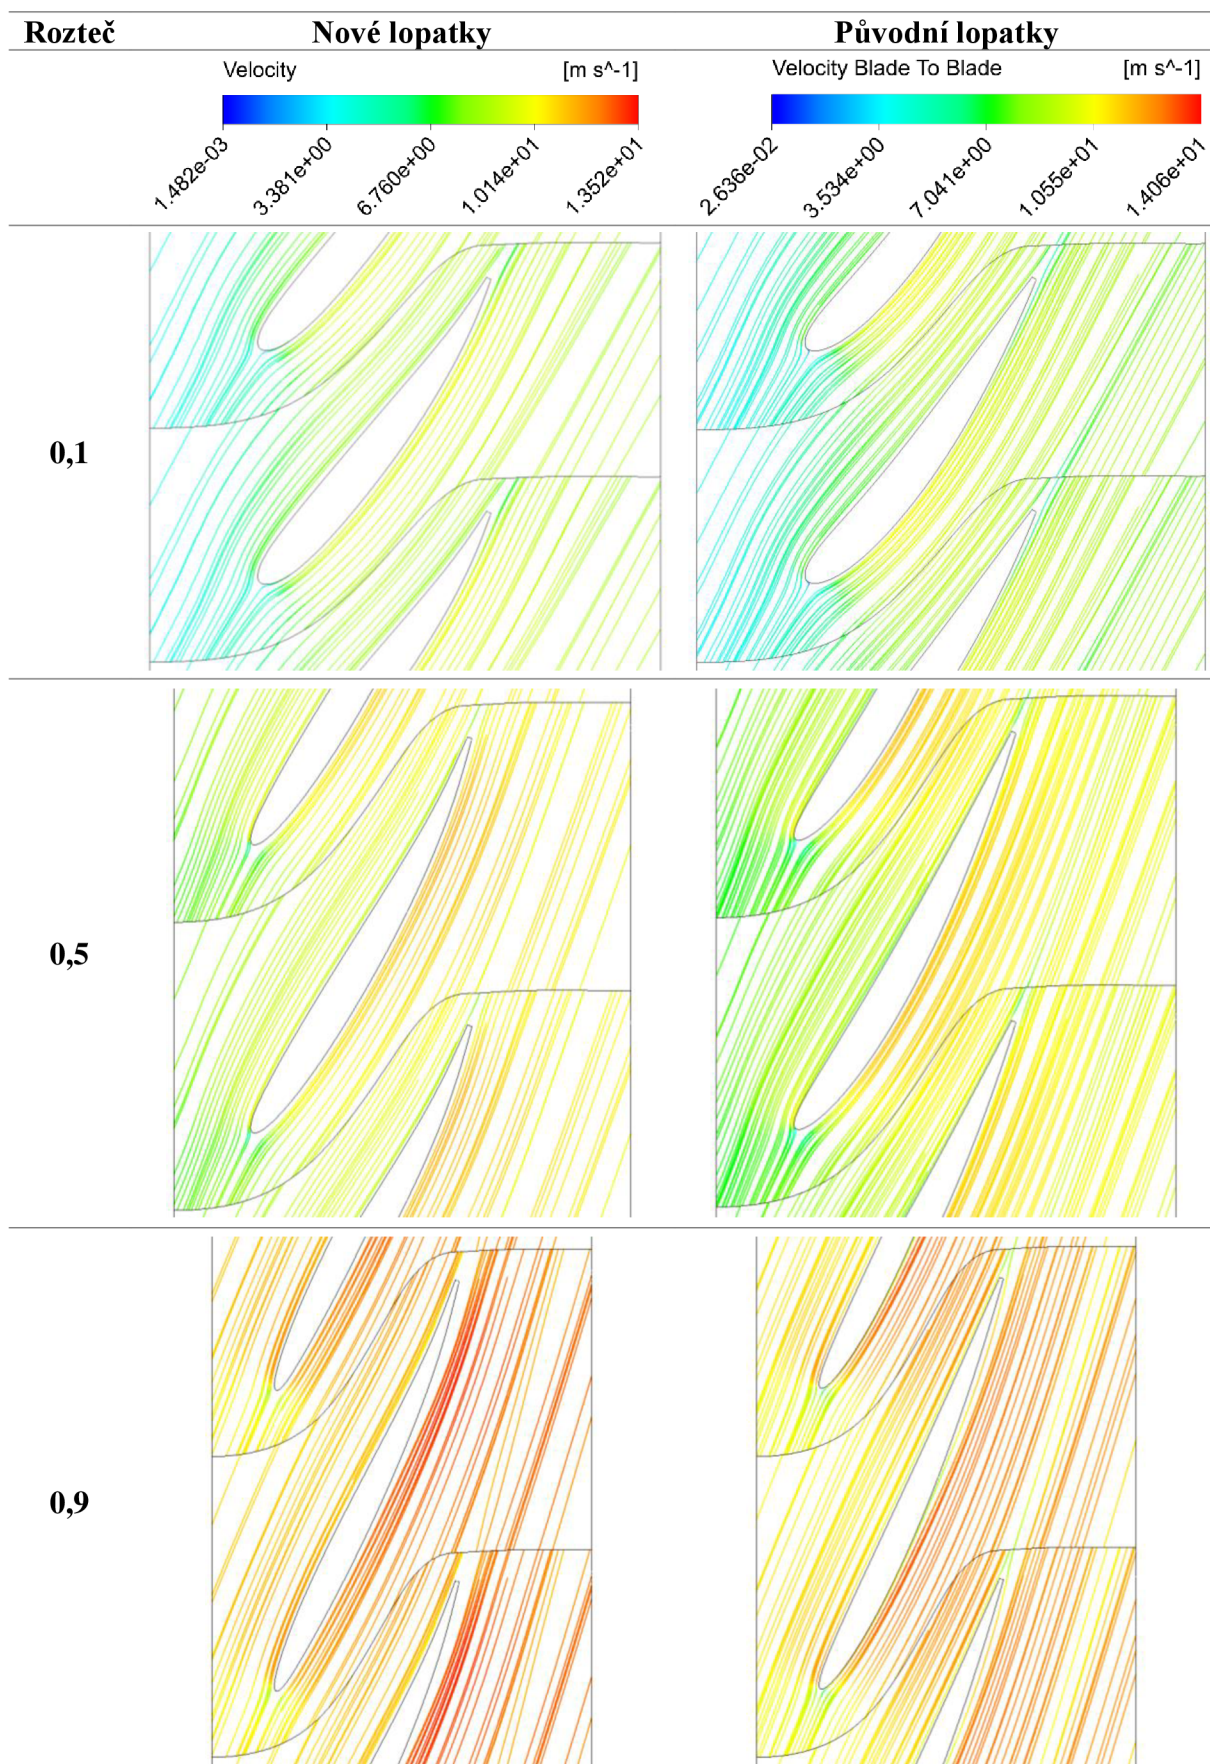 Rozteč Nové lopatky Původní lopatky
Velocity [m s^-1] Velocity Blade To Blade [m s^-1]
1.482e-03 3.381e+00 6.760e+00 1.014e+01 1.352e+01 2.636e-02 3.534e+00 7.041e+00 1.055e+01 1.406e+01
0,1
0,5
0,9